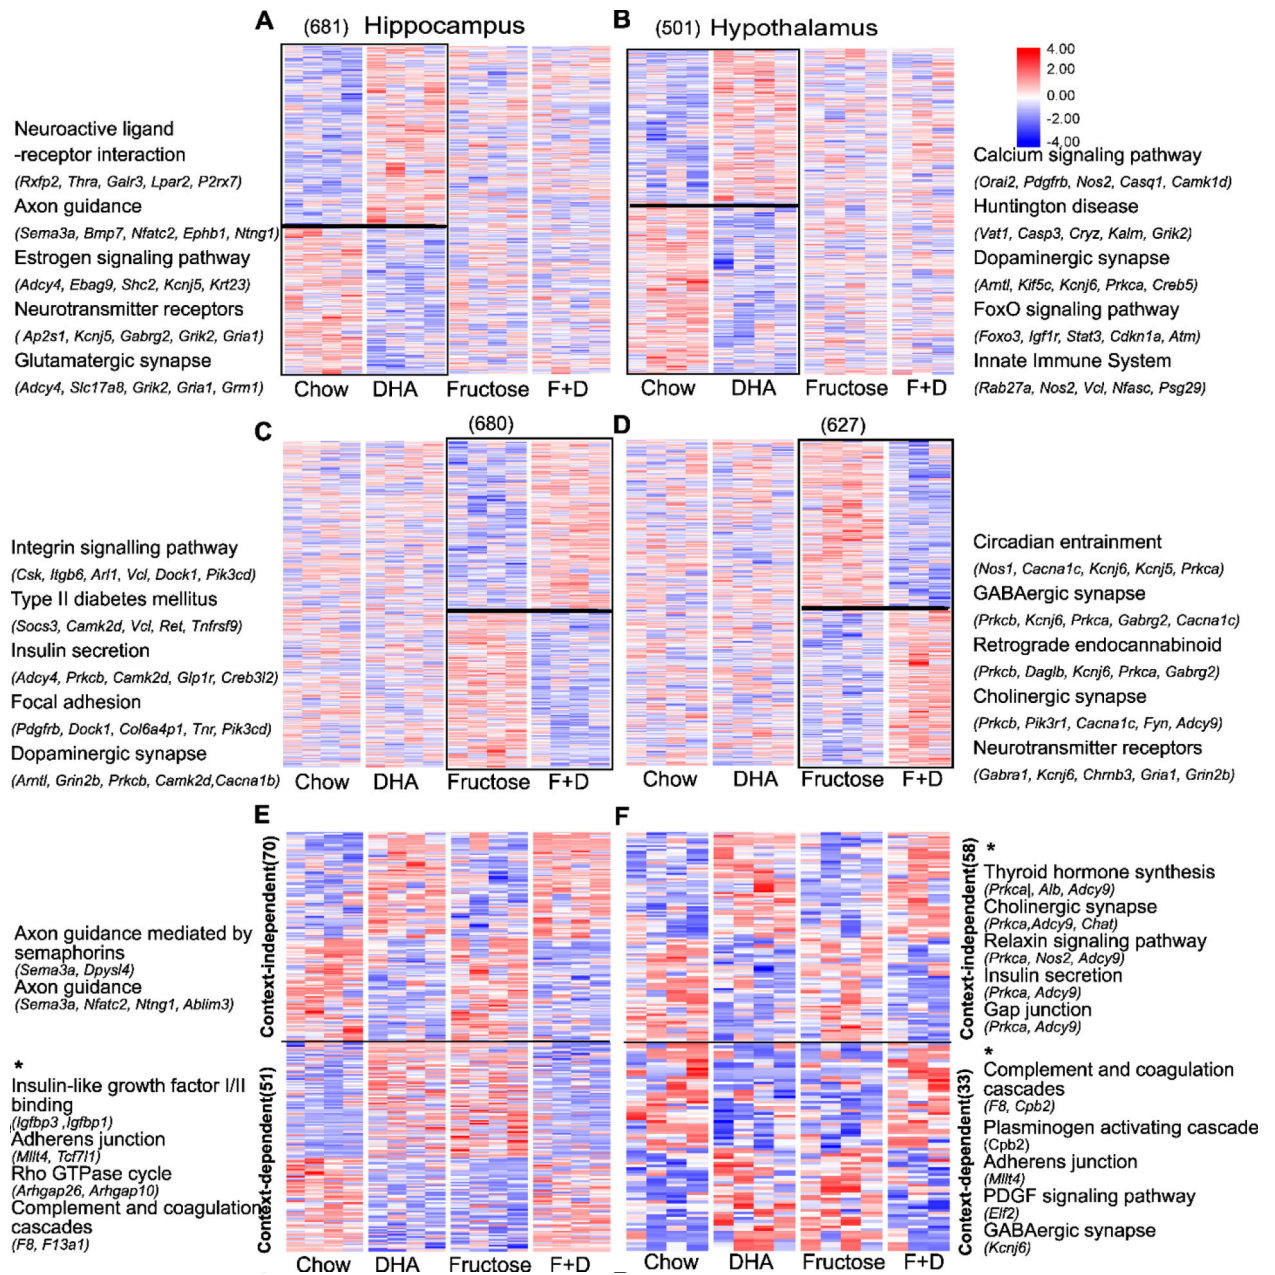 A (681) Hippocampus
B (501) Hypothalamus
4.00
2.00
0.00
-2.00
-4.00
Neuroactive ligand
-receptor interaction
(Rxfp2, Thra, Galr3, Lpar2, P2rx7)
Axon guidance
(Sema3a, Bmp7, Nfatc2, Ephb1, Ntng1)
Estrogen signaling pathway
(Adcy4, Ebag9, Shc2, Kcnj5, Krt23)
Neurotransmitter receptors
( Ap2s1, Kcnj5, Gabrg2, Grik2, Gria1)
Glutamatergic synapse
(Adcy4, Slc17a8, Grik2, Gria1, Grm1)
Chow DHA Fructose F+D
Chow DHA Fructose F+D
Calcium signaling pathway
(Orai2, Pdgfrb, Nos2, Casq1, Camk1d)
Huntington disease
(Vat1, Casp3, Cryz, Kalrn, Grik2)
Dopaminergic synapse
(Arntl, Kif5c, Kcnj6, Prkca, Creb5)
FoxO signaling pathway
(Foxo3, Igf1r, Stat3, Cdkn1a, Atm)
Innate Immune System
(Rab27a, Nos2, Vcl, Nfasc, Psg29)
C (680)
D (627)
Integrin signalling pathway
(Csk, Itgb6, Arl1, Vcl, Dock1, Pik3cd)
Type II diabetes mellitus
(Socs3, Camk2d, Vcl, Ret, Tnfrsf9)
Insulin secretion
(Adcy4, Prkcb, Camk2d, Glp1r, Creb3l2)
Focal adhesion
(Pdgfrb, Dock1, Col6a4p1, Tnr, Pik3cd)
Dopaminergic synapse
(Arntl, Grin2b, Prkcb, Camk2d,Cacna1b)
Chow DHA Fructose F+D
Chow DHA Fructose F+D
Circadian entrainment
(Nos1, Cacna1c, Kcnj6, Kcnj5, Prkca)
GABAergic synapse
(Prkcb, Kcnj6, Prkca, Gabrg2, Cacna1c)
Retrograde endocannabinoid
(Prkcb, Daglb, Kcnj6, Prkca, Gabrg2)
Cholinergic synapse
(Prkcb, Pik3r1, Cacna1c, Fyn, Adcy9)
Neurotransmitter receptors
(Gabra1, Kcnj6, Chrnb3, Gria1, Grin2b)
E
F
Axon guidance mediated by
semaphorins
(Sema3a, Dpysl4)
Axon guidance
(Sema3a, Nfatc2, Ntng1, Ablim3)
*
Insulin-like growth factor I/II
binding
(Igfbp3 ,Igfbp1)
Adherens junction
(Mllt4, Tcf7l1)
Rho GTPase cycle
(Arhgap26, Arhgap10)
Complement and coagulation
cascades
(F8, F13a1)
Context-independent(70)
Context-dependent(51)
Chow DHA Fructose F+D
Chow DHA Fructose F+D
Context-independent(58)
Context-dependent(33)
*
Thyroid hormone synthesis
(Prkca|, Alb, Adcy9)
Cholinergic synapse
(Prkca,Adcy9, Chat)
Relaxin signaling pathway
(Prkca, Nos2, Adcy9)
Insulin secretion
(Prkca, Adcy9)
Gap junction
(Prkca, Adcy9)
*
Complement and coagulation
cascades
(F8, Cpb2)
Plasminogen activating cascade
(Cpb2)
Adherens junction
(Mllt4)
PDGF signaling pathway
(Elf2)
GABAergic synapse
(Kcnj6)